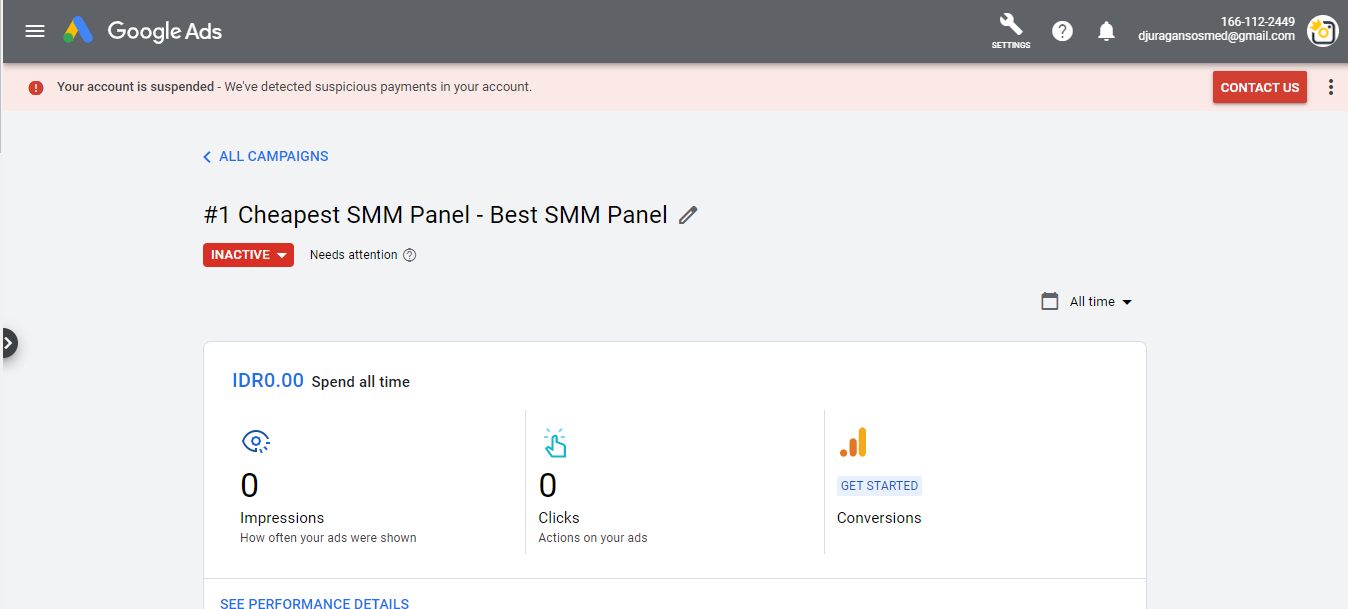 Google Ads
SETTINGS
?
166-112-2449
djuragansosmed@gmail.com
! Your account is suspended - We've detected suspicious payments in your account.
CONTACT US
ALL CAMPAIGNS
#1 Cheapest SMM Panel - Best SMM Panel
INACTIVE
Needs attention ?
All time
IDR0.00 Spend all time
0
Impressions
How often your ads were shown
0
Clicks
Actions on your ads
GET STARTED
Conversions
SEE PERFORMANCE DETAILS